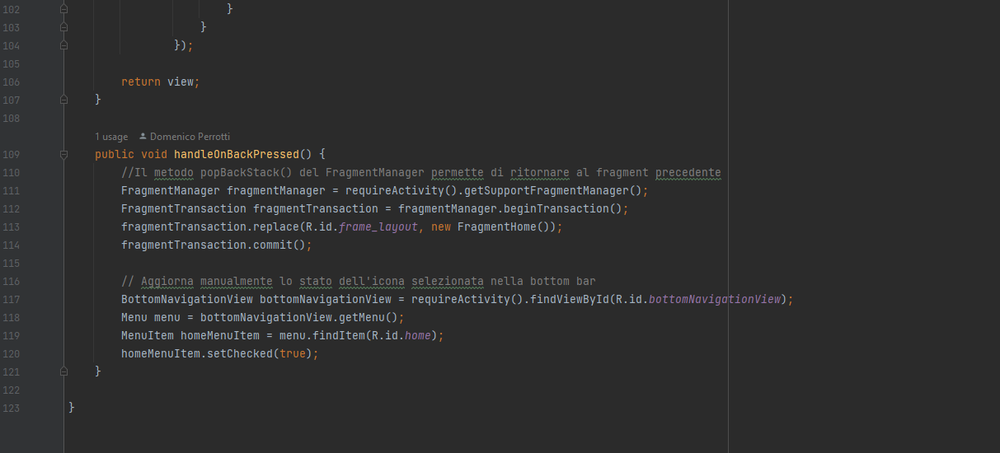 102 }
103 }
104 });
105
106 return view;
107 }
108
1 usage Domenico Perrotti
109 public void handleOnBackPressed() {
110 //Il metodo popBackStack() del FragmentManager permette di ritornare al fragment precedente
111 FragmentManager fragmentManager = requireActivity().getSupportFragmentManager();
112 FragmentTransaction fragmentTransaction = fragmentManager.beginTransaction();
113 fragmentTransaction.replace(R.id.frame_layout, new FragmentHome());
114 fragmentTransaction.commit();
115
116 // Aggiorna manualmente lo stato dell'icona selezionata nella bottom bar
117 BottomNavigationView bottomNavigationView = requireActivity().findViewById(R.id.bottomNavigationView);
118 Menu menu = bottomNavigationView.getMenu();
119 MenuItem homeMenuItem = menu.findItem(R.id.home);
120 homeMenuItem.setChecked(true);
121 }
122
123 }